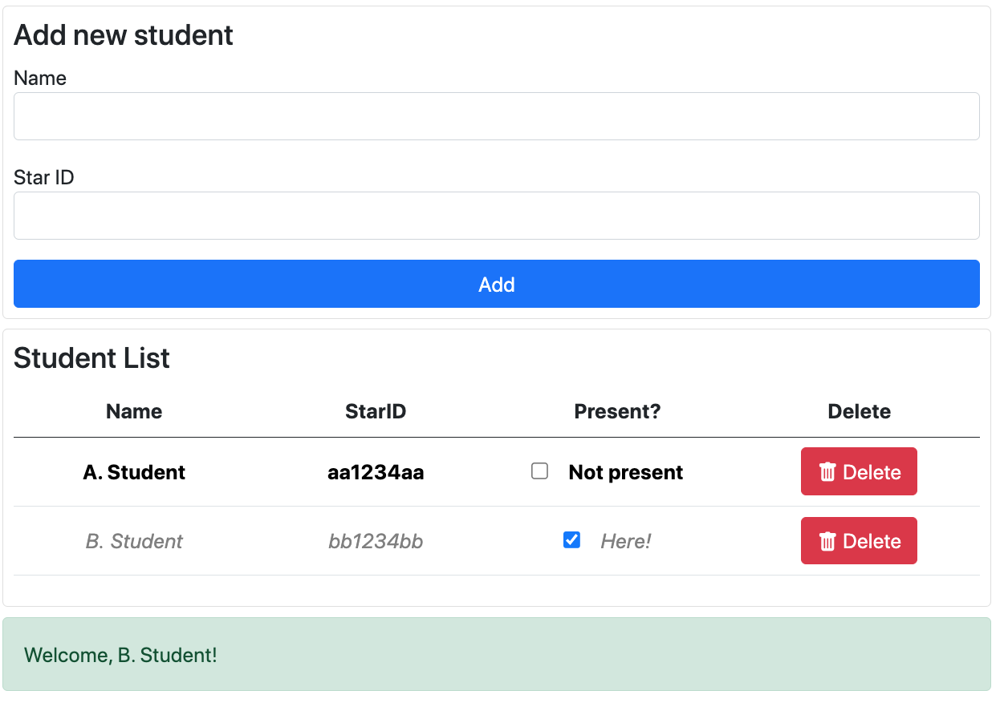 Add new student
Name
Star ID
Add
Student List
Name StarID Present? Delete
A. Student aa1234aa Not present Delete
B. Student bb1234bb Here! Delete
Welcome, B. Student!